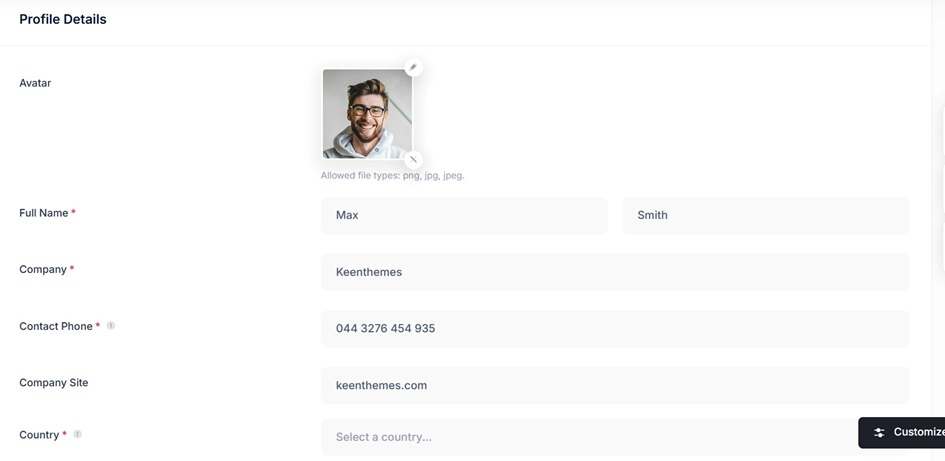 Profile Details
Avatar
Allowed file types: png, jpg, jpeg.
Full Name *
Max
Smith
Company *
Keenthemes
Contact Phone *
044 3276 454 935
Company Site
keenthemes.com
Country *
Select a country...
Customize